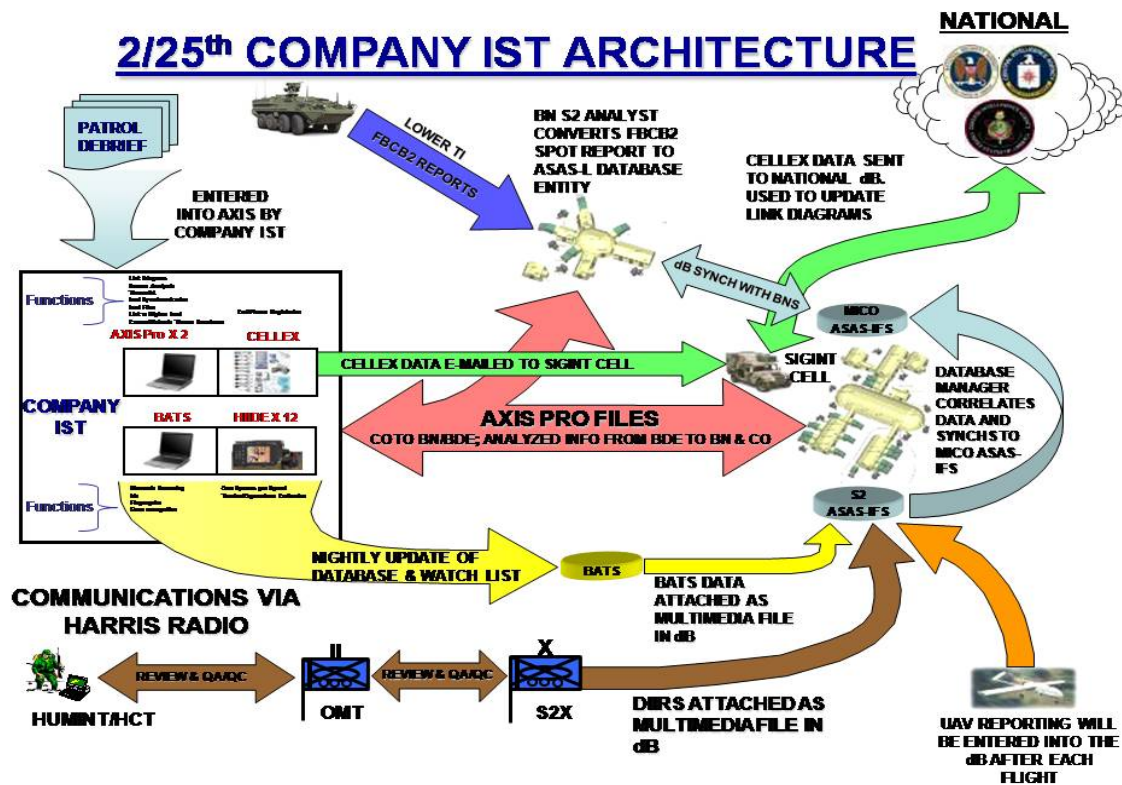 2/25th COMPANY IST ARCHITECTURE
NATIONAL
PATROL
DEBRIEF
ENTERED
INTO AXIS BY
COMPANY IST
LOWER TI
FBCB2 REPORTS
BN S2 ANALYST
CONVERTS FBCB2
SPOT REPORT TO
ASAS-L DATABASE
ENTITY
CELLEX DATA SENT
TO NATIONAL dB.
USED TO UPDATE
LINK DIAGRAMS
dB SYNCH WITH BNS
MICO
ASAS-IFS
Functions
AXIS Pro X 2
CELLEX
COMPANY
IST
BATS
HIIDE X 12
Functions
CELLEX DATA E-MAILED TO SIGINT CELL
SIGINT
CELL
AXIS PRO FILES
CO TO BN/BDE; ANALYZED INFO FROM BDE TO BN & CO
DATABASE
MANAGER
CORRELATES
DATA AND
SYNCHS TO
MICO ASAS-
IFS
S2
ASAS-IFS
NIGHTLY UPDATE OF
DATABASE & WATCH LIST
BATS
BATS DATA
ATTACHED AS
MULTIMEDIA FILE
IN dB
COMMUNICATIONS VIA
HARRIS RADIO
REVIEW & QA/QC
HUMINT/HCT
II
OMT
REVIEW & QA/QC
X
S2X
DIIRS ATTACHED AS
MULTIMEDIA FILE IN
dB
UAV REPORTING WILL
BE ENTERED INTO THE
dB AFTER EACH
FLIGHT